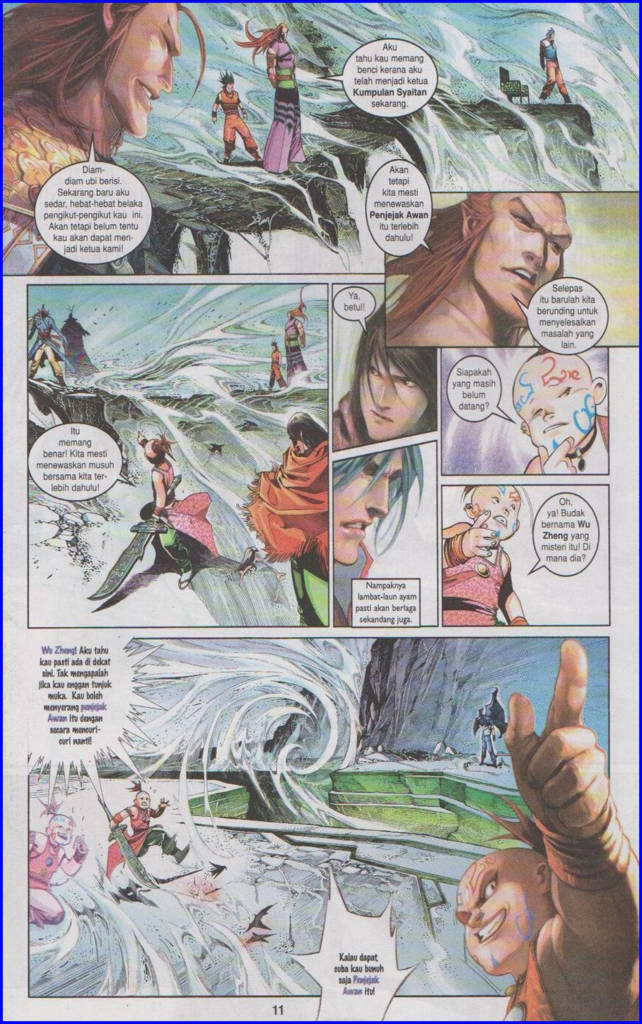 Aku
tahu kau memang
benci kerana aku
telah menjadi ketua
Kumpulan Syaitan
sekarang.
Diam-
diam ubi berisi.
Sekarang baru aku
sedar, hebat-hebat belaka
pengikut-pengikut kau ini.
Akan tetapi belum tentu
kau akan dapat men-
jadi ketua kami!
Akan
tetapi
kita mesti
menewaskan
Penjejak Awan
itu terlebih
dahulu!
Selepas
itu barulah kita
berunding untuk
menyelesaikan
masalah yang
lain.
Itu
memang
benar! Kita mesti
menewaskan musuh
bersama kita ter-
lebih dahulu!
Ya,
betul!
Nampaknya
lambat-laun ayam
pasti akan berlaga
sekandang juga.
Siapakah
yang masih
belum
datang?
Oh,
ya! Budak
bernama Wu
Zheng yang
misteri itu! Di
mana dia?
Wu Zheng! Aku tahu
kau pasti ada di dekat
sini. Tak mengapalah
jika kau enggan tunjuk
muka. Kau boleh
menyerang penjejak
Awan itu dengan
secara mencuri-
curi nanti!
Kalau dapat,
cuba kau bunuh
saja Penjejak
Awan itu!
11